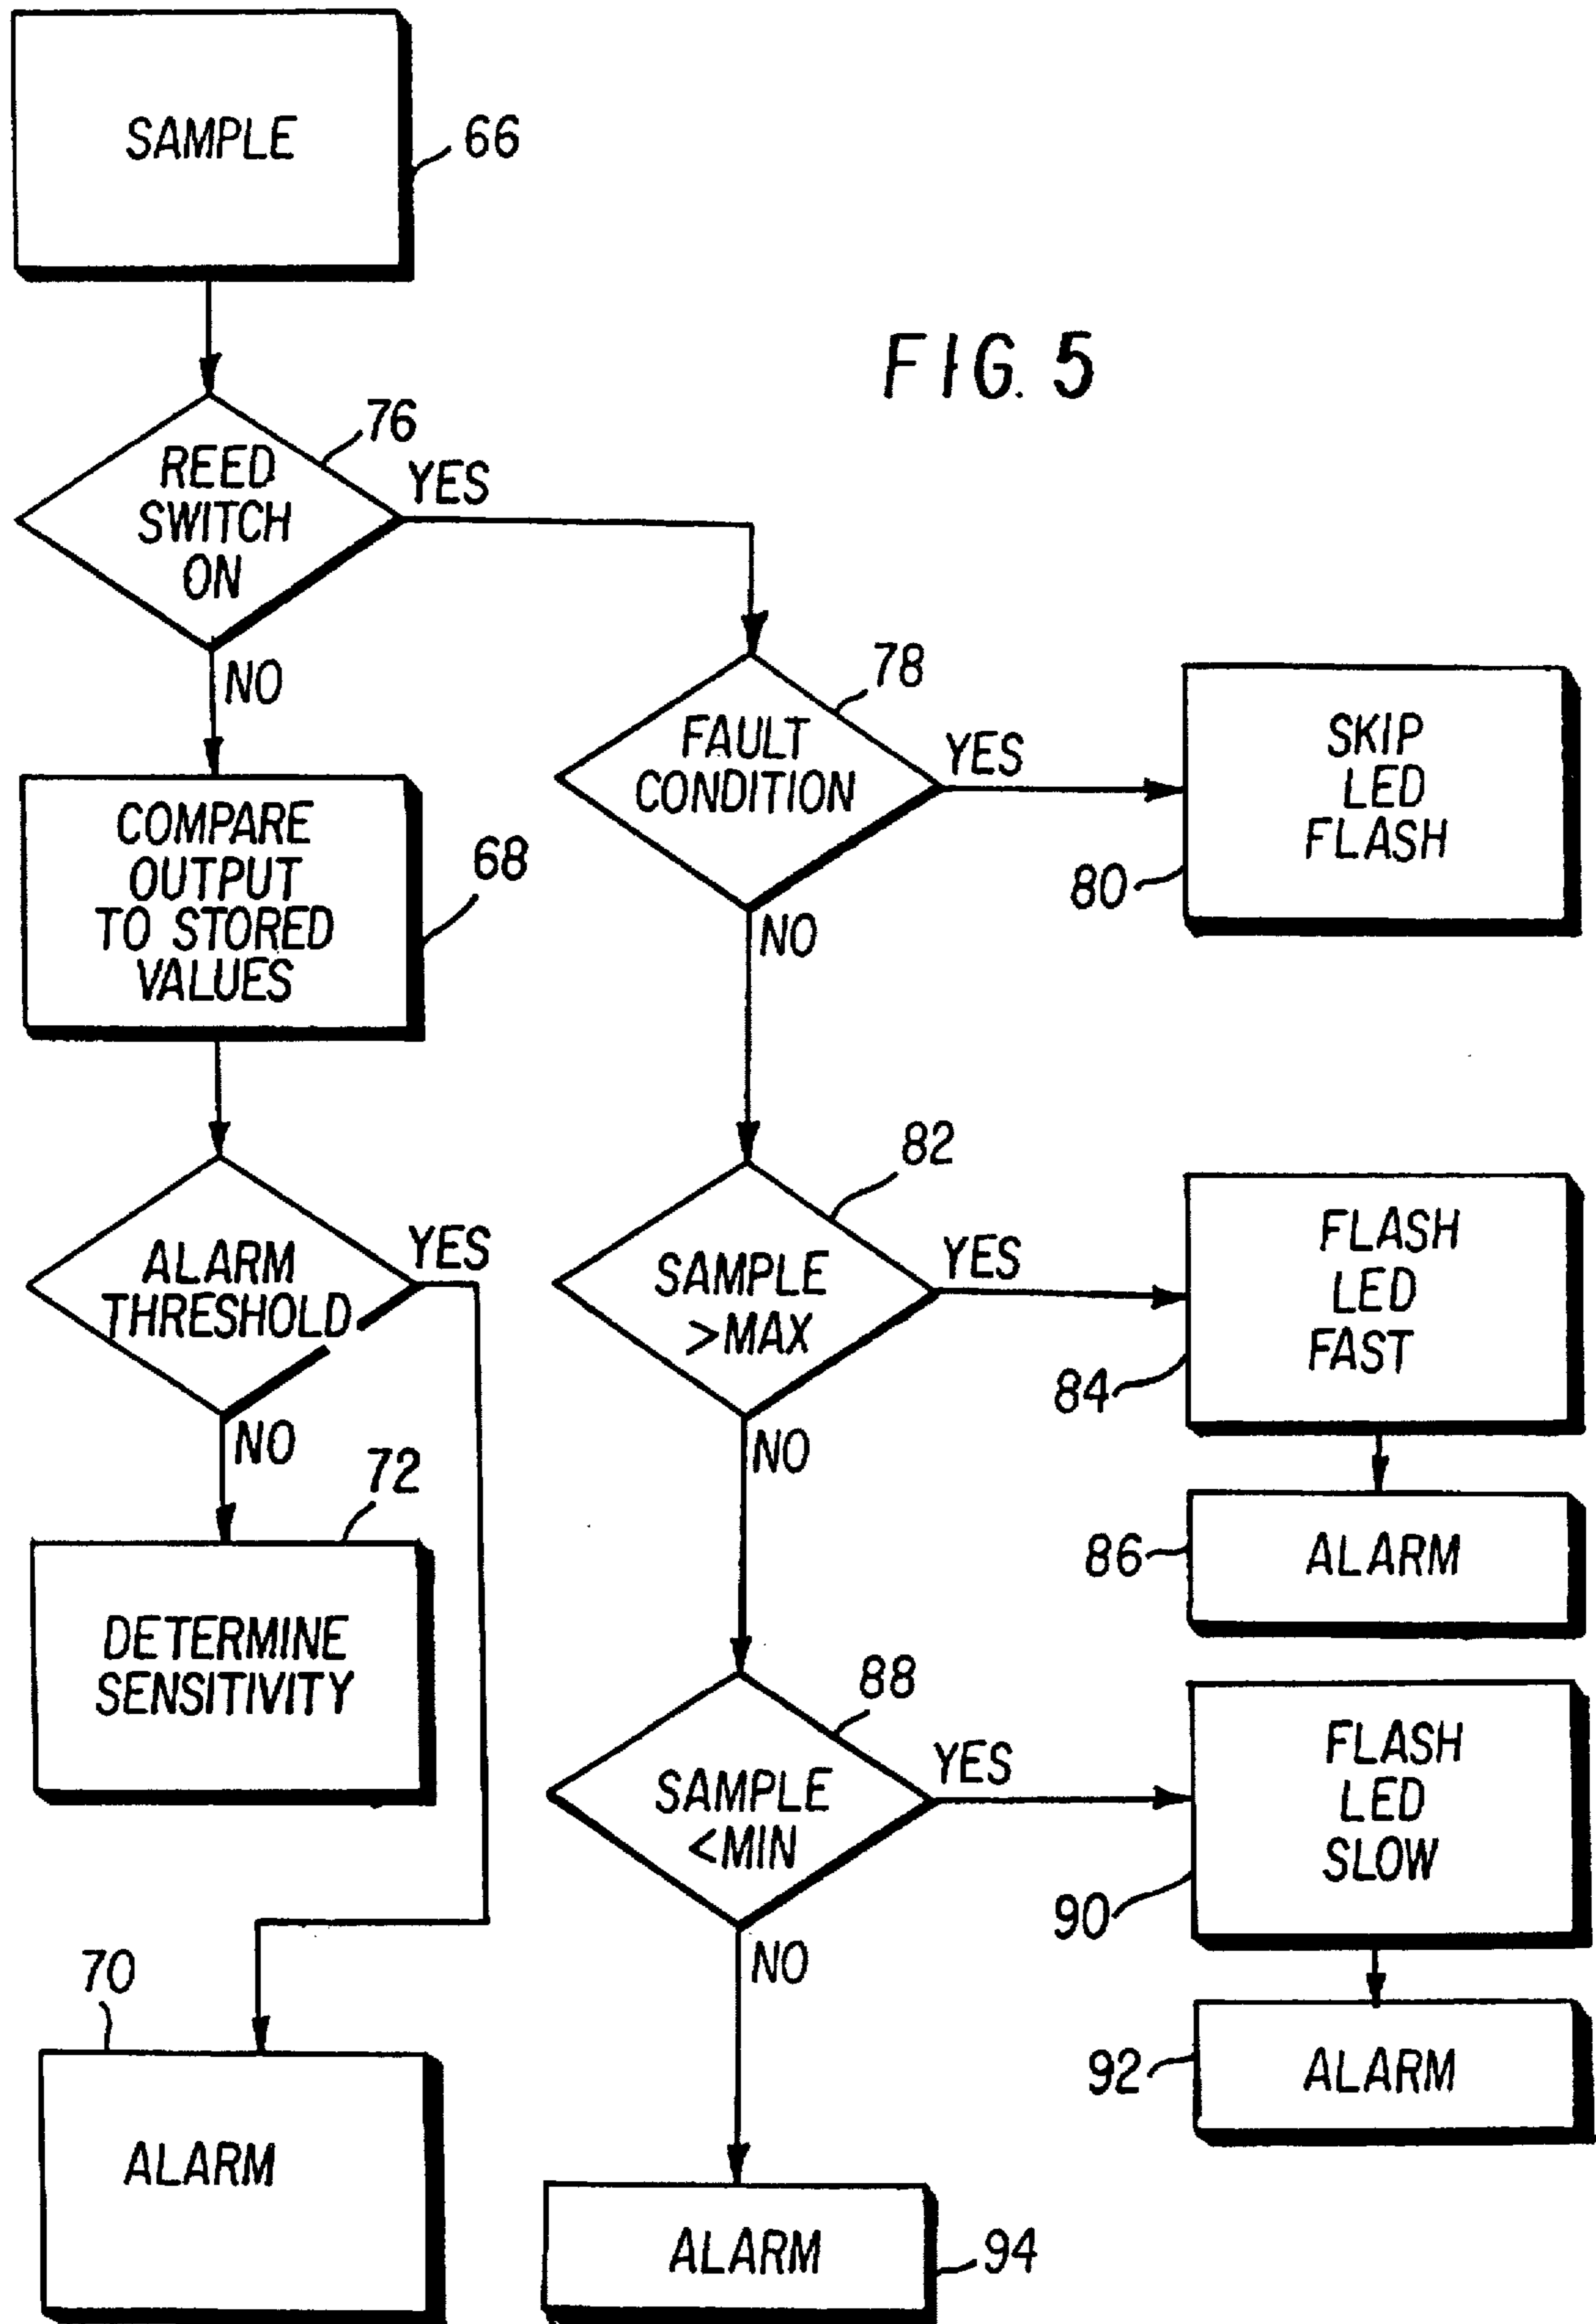 SAMPLE
66
FIG. 5
REED
SWITCH
ON
76
YES
NO
COMPARE
OUTPUT
TO STORED
VALUES
68
ALARM
THRESHOLD
YES
NO
72
DETERMINE
SENSITIVITY
70
ALARM
78
FAULT
CONDITION
YES
NO
SKIP
LED
FLASH
80
82
SAMPLE
>MAX
YES
NO
FLASH
LED
FAST
84
86
ALARM
88
SAMPLE
<MIN
YES
NO
FLASH
LED
SLOW
90
92
ALARM
ALARM
94